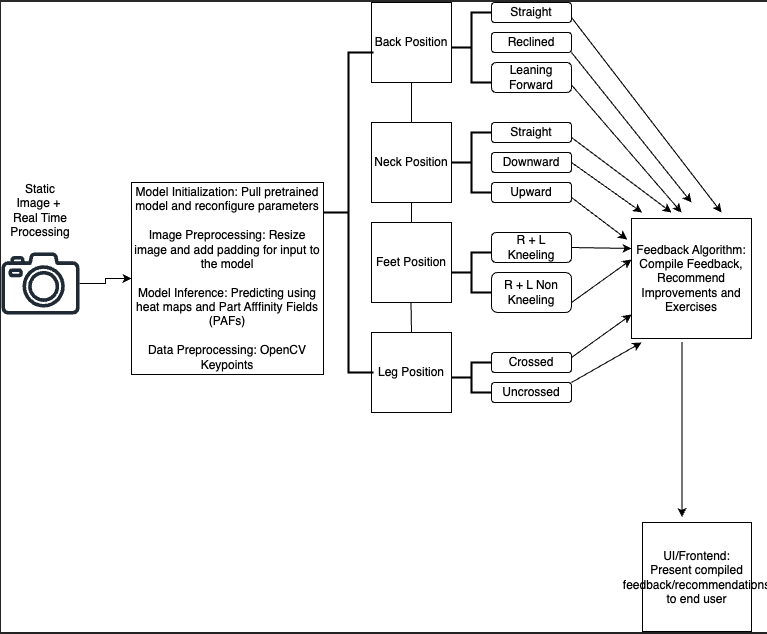 Static
Image +
Real Time
Processing
Model Initialization: Pull pretrained
model and reconfigure parameters
Image Preprocessing: Resize
image and add padding for input to
the model
Model Inference: Predicting using
heat maps and Part Afffinity Fields
(PAFs)
Data Preprocessing: OpenCV
Keypoints
Back Position
Straight
Reclined
Leaning
Forward
Neck Position
Straight
Downward
Upward
Feet Position
R + L
Kneeling
R + L Non
Kneeling
Leg Position
Crossed
Uncrossed
Feedback Algorithm:
Compile Feedback,
Recommend
Improvements and
Exercises
UI/Frontend:
Present compiled
feedback/recommendations
to end user